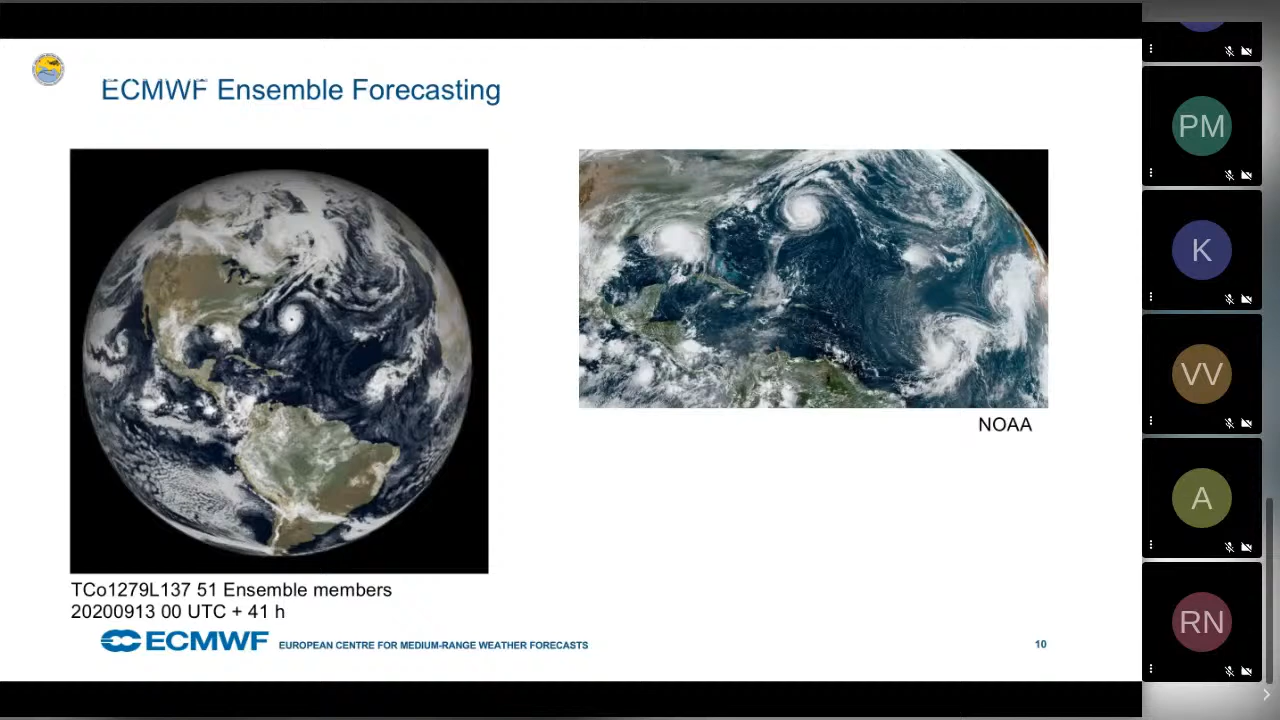 ECMWF Ensemble Forecasting
NOAA
TCo1279L137 51 Ensemble members
20200913 00 UTC + 41 h
ECMWF EUROPEAN CENTRE FOR MEDIUM-RANGE WEATHER FORECASTS
10
PM
K
VV
A
RN